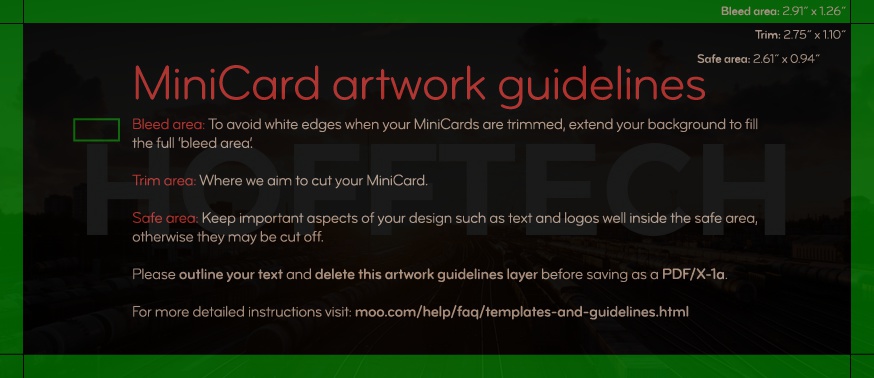 Bleed area: 2.91” x 1.26”
Trim: 2.75” x 1.10”
Safe area: 2.61” x 0.94”
MiniCard artwork guidelines
Bleed area: To avoid white edges when your MiniCards are trimmed, extend your background to fill
the full ‘bleed area’.
HOFFTECH
Trim area: Where we aim to cut your MiniCard.
Safe area: Keep important aspects of your design such as text and logos well inside the safe area,
otherwise they may be cut off.
Please outline your text and delete this artwork guidelines layer before saving as a PDF/X-1a.
For more detailed instructions visit: moo.com/help/faq/templates-and-guidelines.html